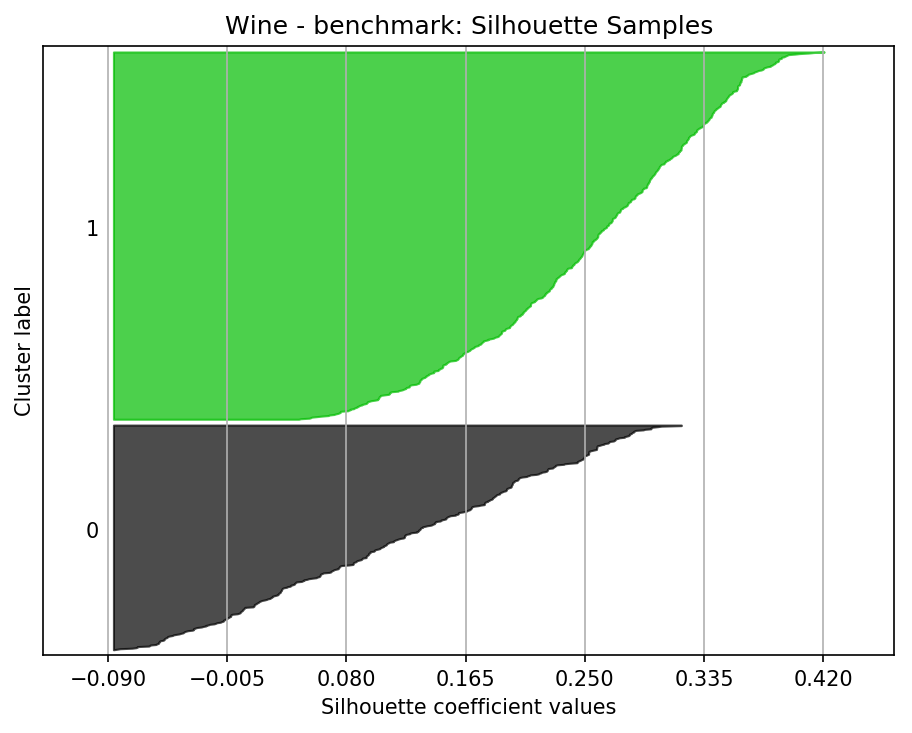 Wine - benchmark: Silhouette Samples
1
0
Cluster label
−0.090 −0.005 0.080 0.165 0.250 0.335 0.420
Silhouette coefficient values